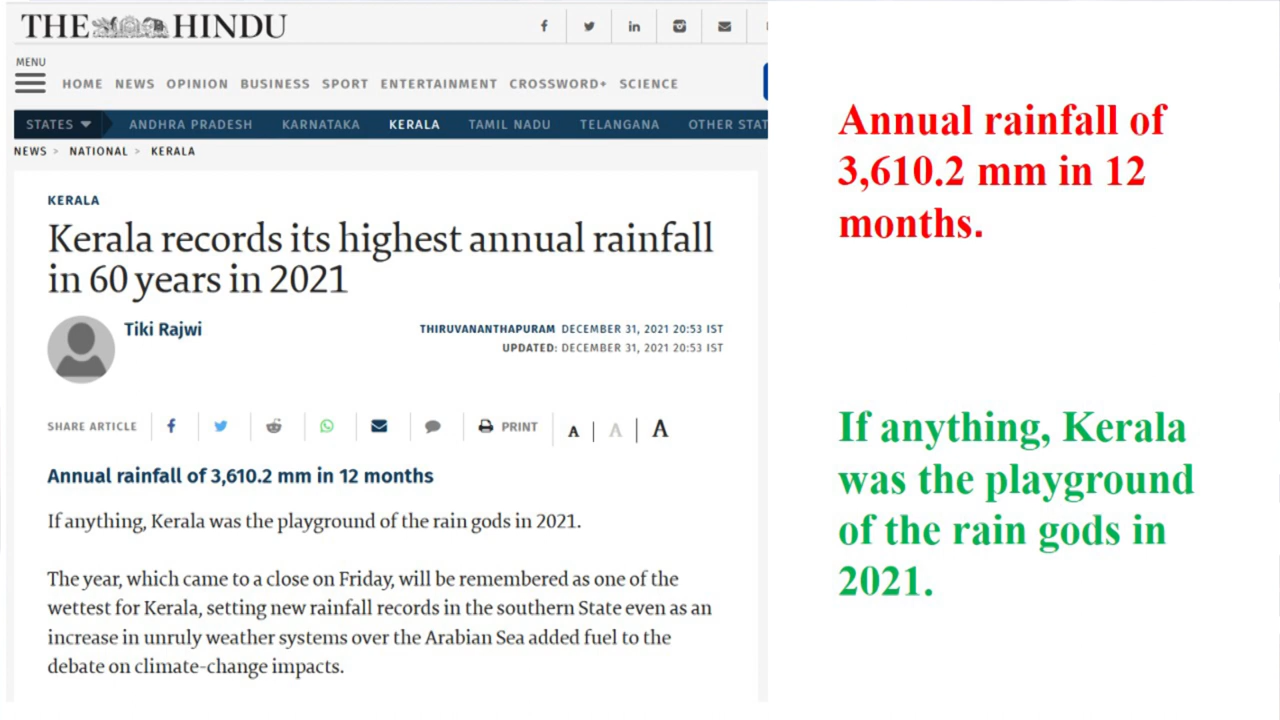 THE HINDU
MENU
HOME NEWS OPINION BUSINESS SPORT ENTERTAINMENT CROSSWORD+ SCIENCE
STATES ANDHRA PRADESH KARNATAKA KERALA TAMIL NADU TELANGANA OTHER STAT
NEWS > NATIONAL > KERALA
KERALA
Kerala records its highest annual rainfall
in 60 years in 2021
Tiki Rajwi
THIRUVANANTHAPURAM DECEMBER 31, 2021 20:53 IST
UPDATED: DECEMBER 31, 2021 20:53 IST
SHARE ARTICLE PRINT A | A | A
Annual rainfall of 3,610.2 mm in 12 months
If anything, Kerala was the playground of the rain gods in 2021.
The year, which came to a close on Friday, will be remembered as one of the
wettest for Kerala, setting new rainfall records in the southern State even as an
increase in unruly weather systems over the Arabian Sea added fuel to the
debate on climate-change impacts.
Annual rainfall of
3,610.2 mm in 12
months.
If anything, Kerala
was the playground
of the rain gods in
2021.